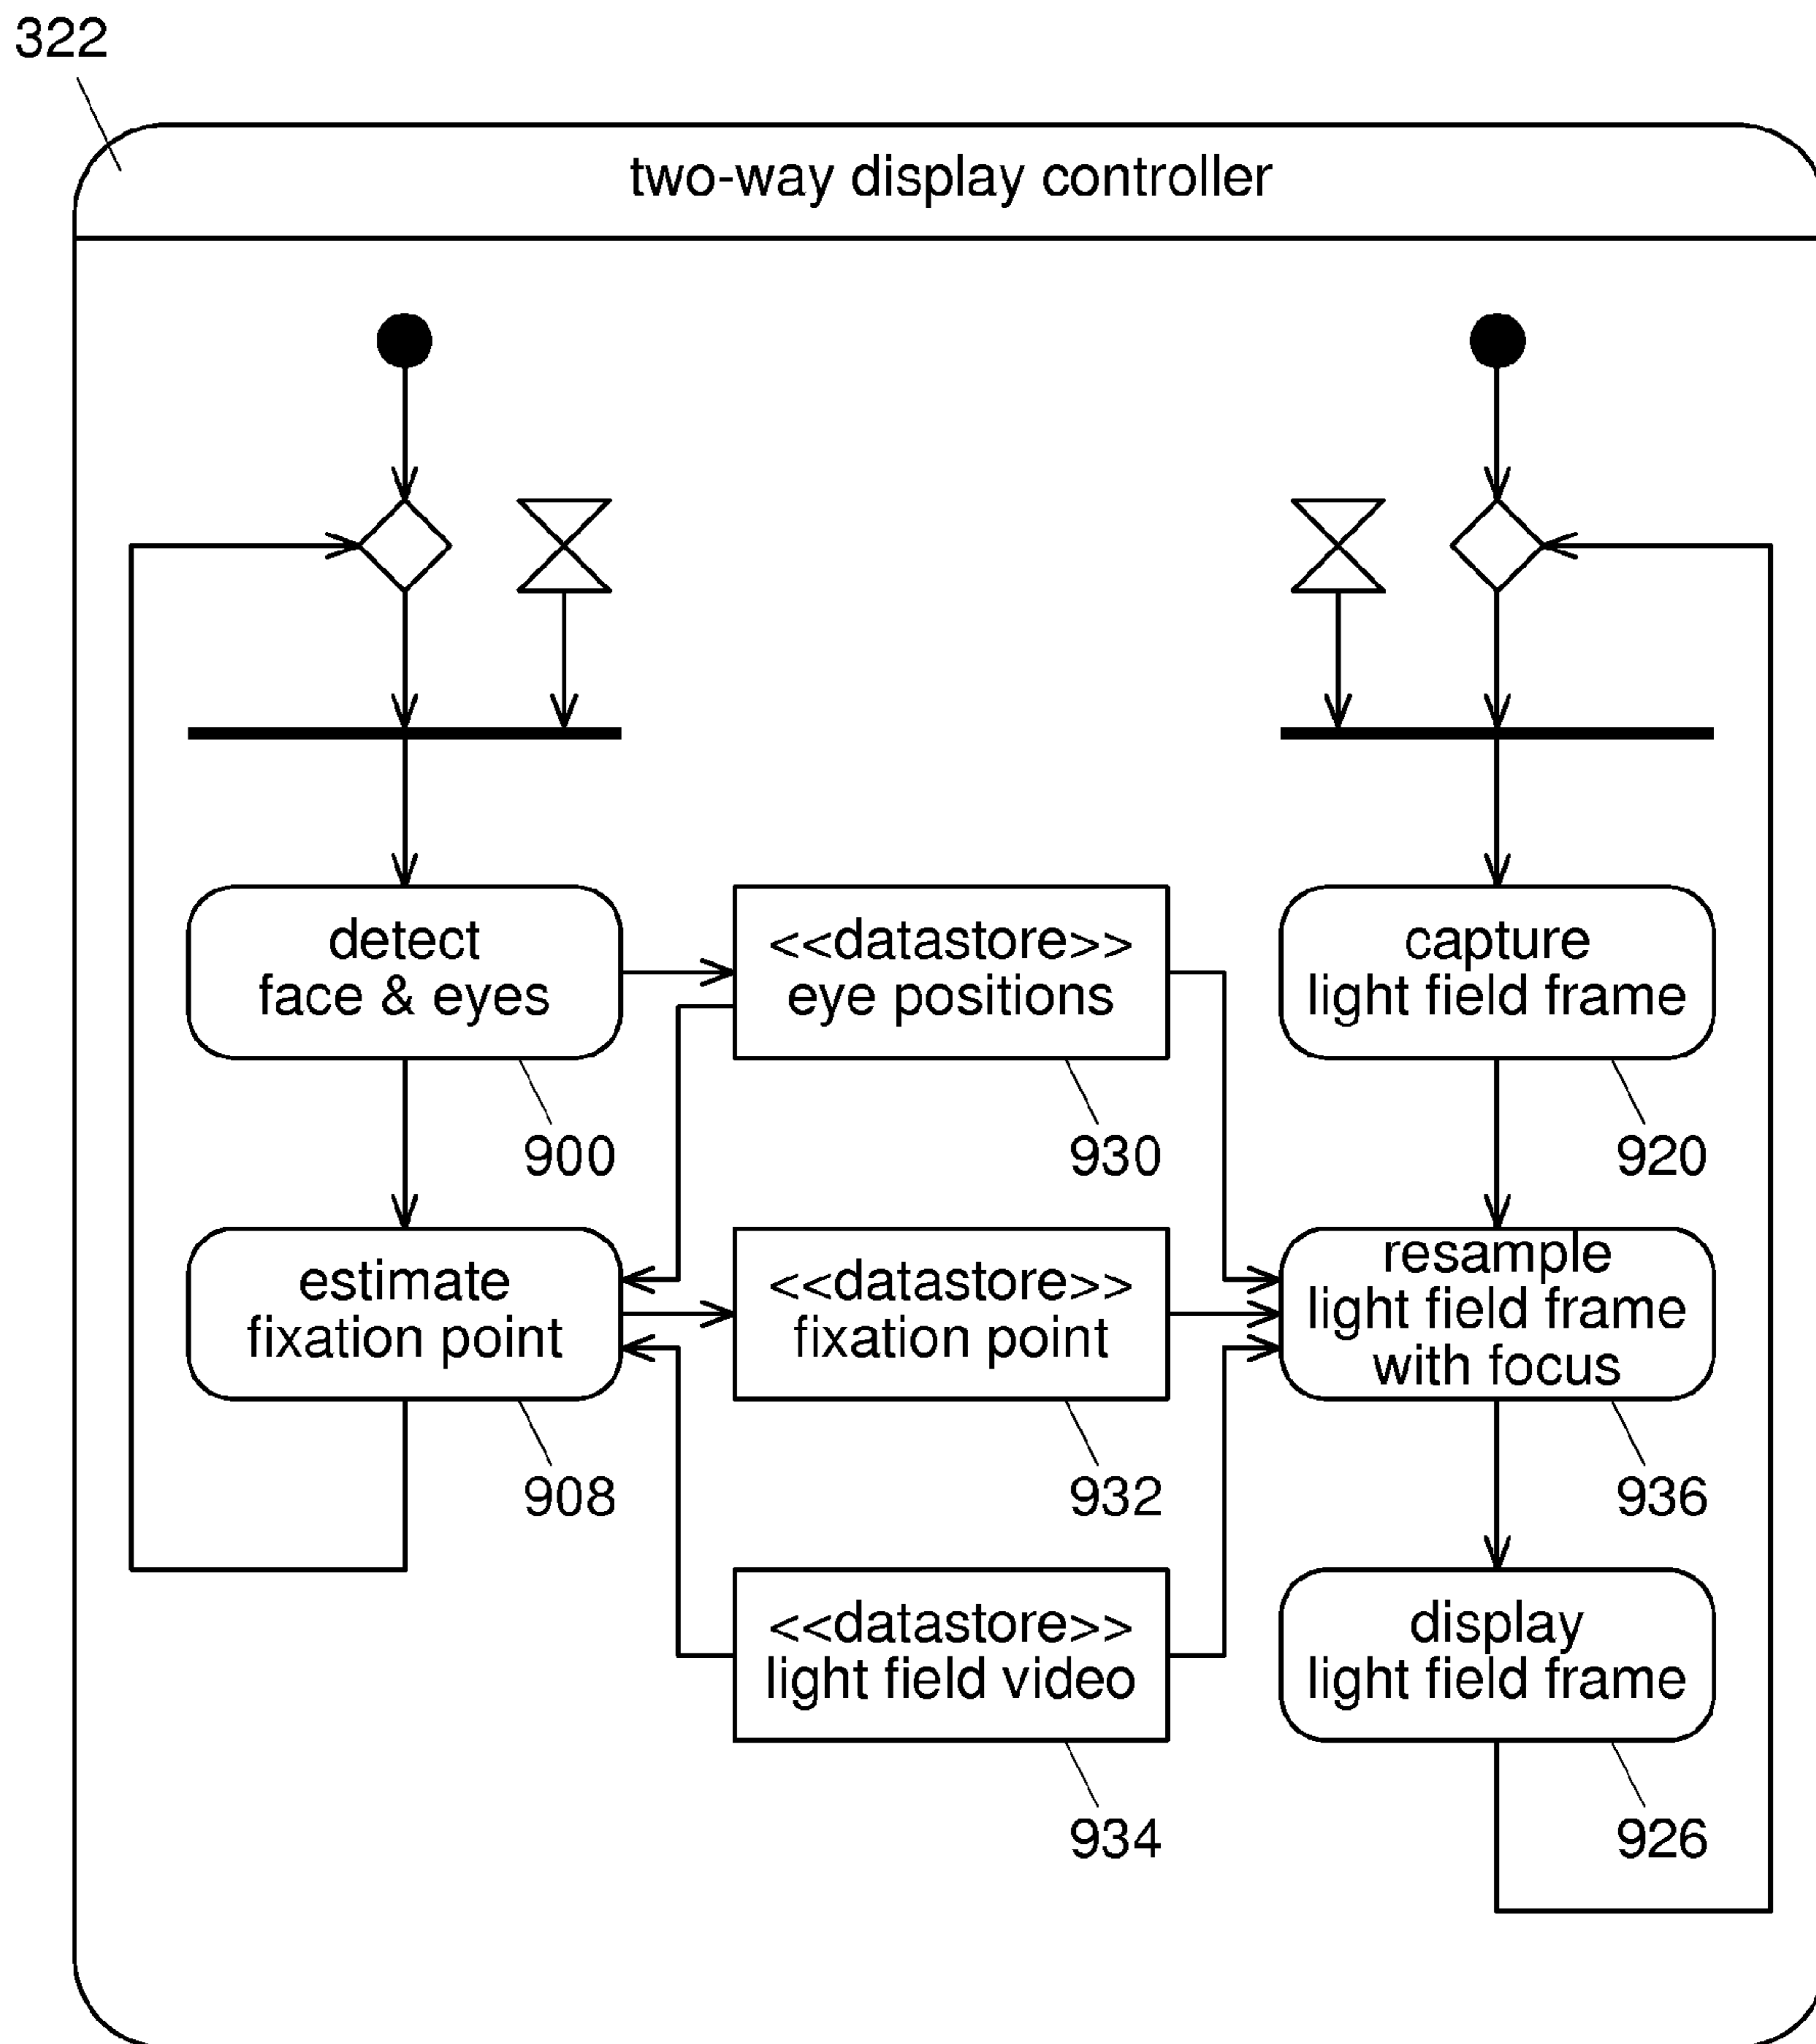 322
two-way display controller
detect
face & eyes
900
<<datastore>>
eye positions
930
capture
light field frame
920
estimate
fixation point
908
<<datastore>>
fixation point
932
resample
light field frame
with focus
936
<<datastore>>
light field video
934
display
light field frame
926